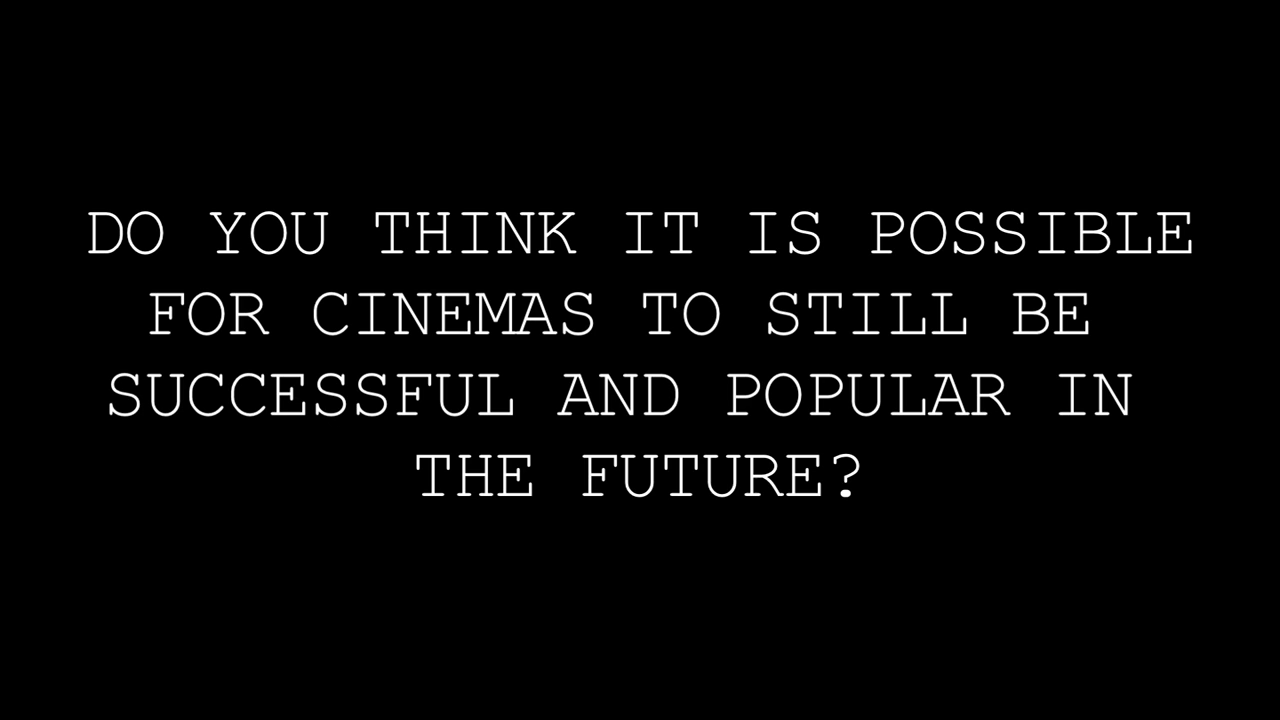 DO YOU THINK IT IS POSSIBLE
FOR CINEMAS TO STILL BE
SUCCESSFUL AND POPULAR IN
THE FUTURE?